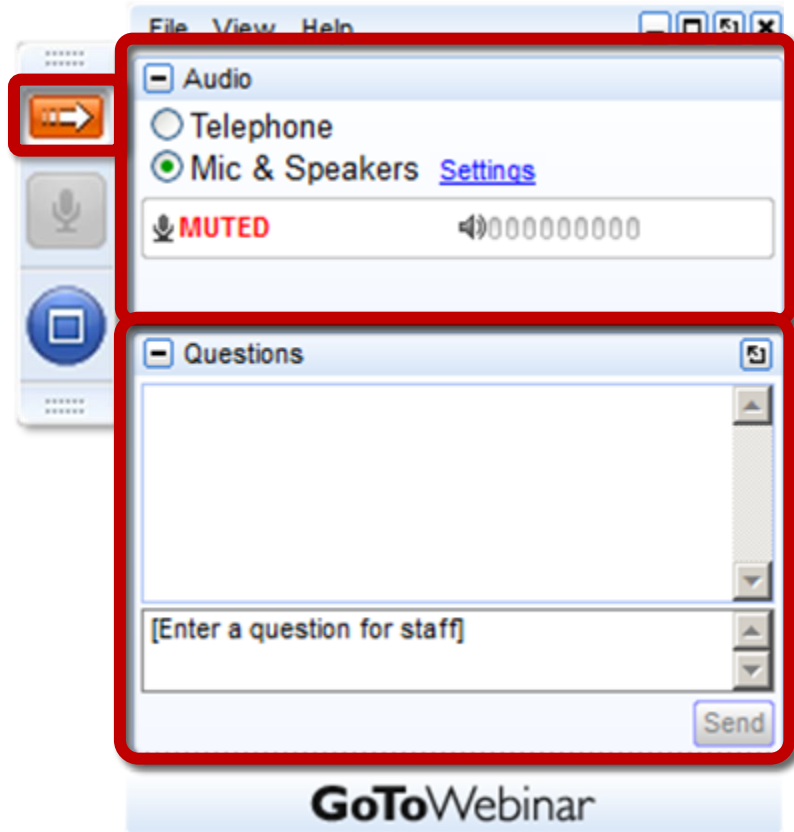 File View Help
Audio
Telephone
Mic & Speakers Settings
MUTED
Questions
[Enter a question for staff]
Send
GoToWebinar